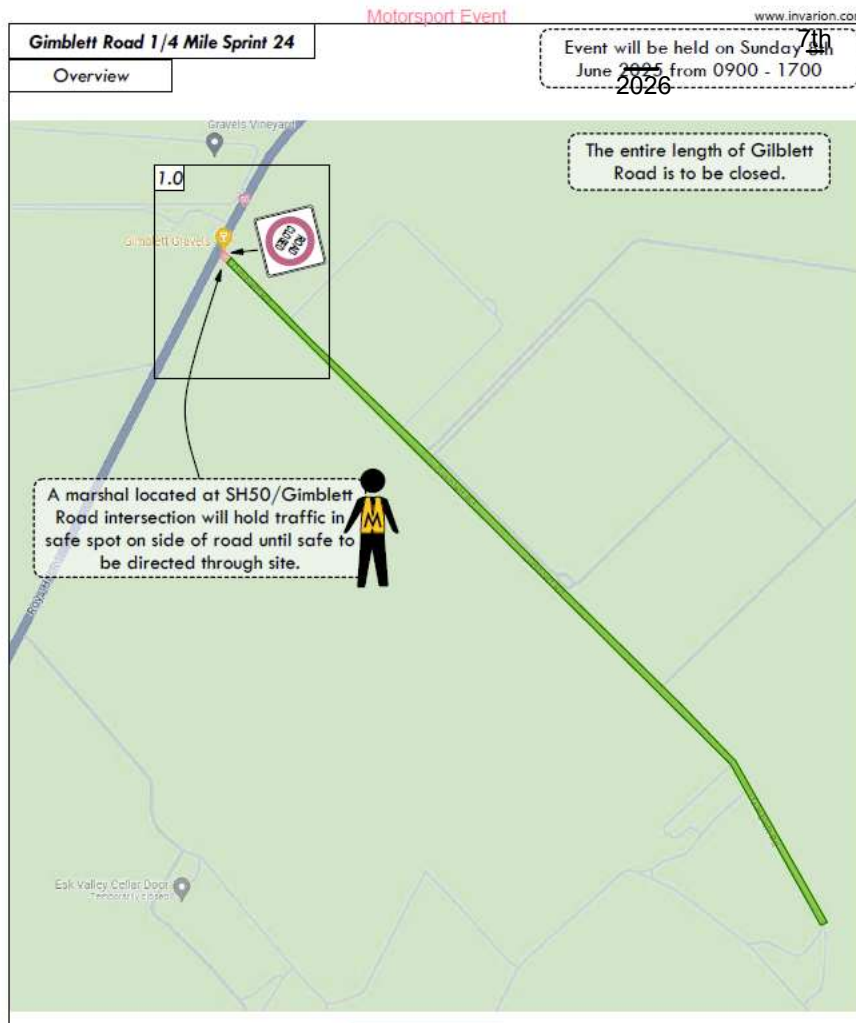 Motorsport Event
www.invarion.com
Gimblett Road 1/4 Mile Sprint 24
Overview
Event will be held on Sunday 8th 7th
June 2025 from 0900 - 1700
2026
Gravels Vineyard
The entire length of Gilblett
Road is to be closed.
1.0
ROAD
CLOSED
Gimblett Gravels
A marshal located at SH50/Gimblett
Road intersection will hold traffic in
safe spot on side of road until safe to
be directed through site.
M
Esk Valley Cellar Door
Temporarily closed